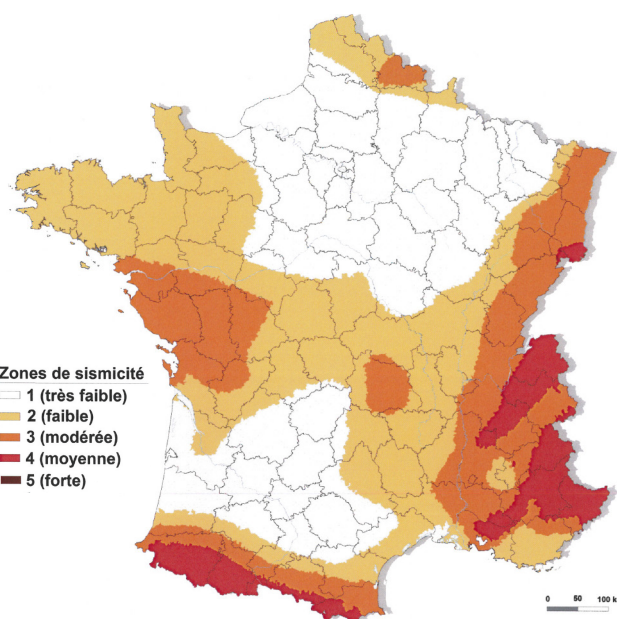 Zones de sismicité
1 (très faible)
2 (faible)
3 (modérée)
4 (moyenne)
5 (forte)
0 50 100 k